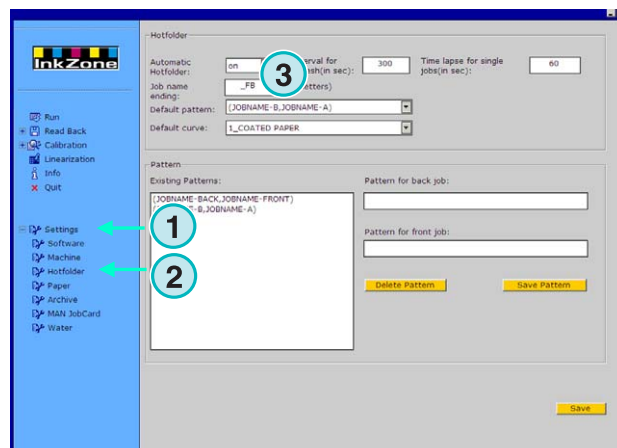 InkZone
Run
Read Back
Calibration
Linearization
Info
Quit
Settings
Software
Machine
Hotfolder
Paper
Archive
MAN JobCard
Water
1
2
3
Hotfolder
Automatic Hotfolder:
on
300
Time lapse for single jobs(in sec):
60
Job name ending:
_FB
Default pattern:
(JOBNAME-B,JOBNAME-A)
Default curve:
1_COATED PAPER
Pattern
Existing Patterns:
(JOBNAME-BACK,JOBNAME-FRONT)
Pattern for back job:
Pattern for front job:
Delete Pattern
Save Pattern
Save